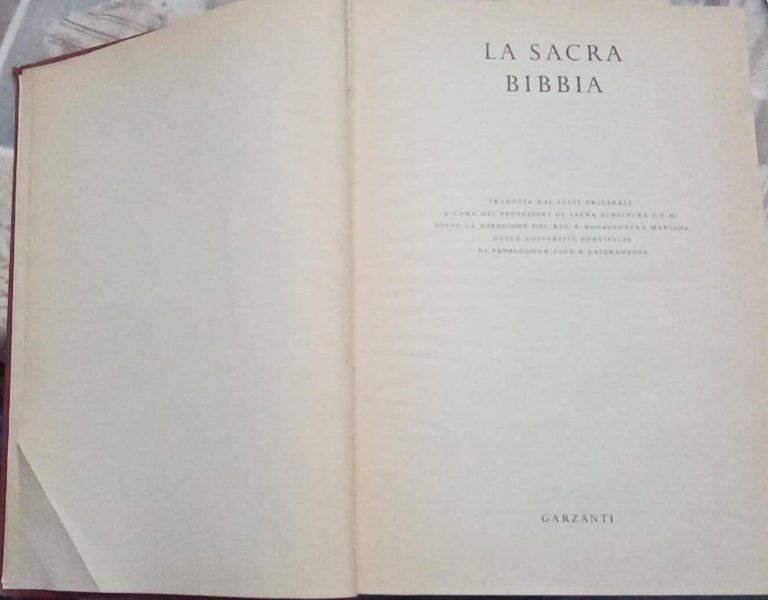 LA SACRA
BIBBIA
TRADOTTA DAI TESTI ORIGINALI
A CURA DEI PROFESSORI DI SACRA SCRITTURA O.F.M.
SOTTO LA DIREZIONE DEL REV. P. BONAVENTURA MARIANI
DELLE UNIVERSITÀ PONTIFICIE
DI PROPAGANDA FIDE E LATERANENSE
GARZANTI